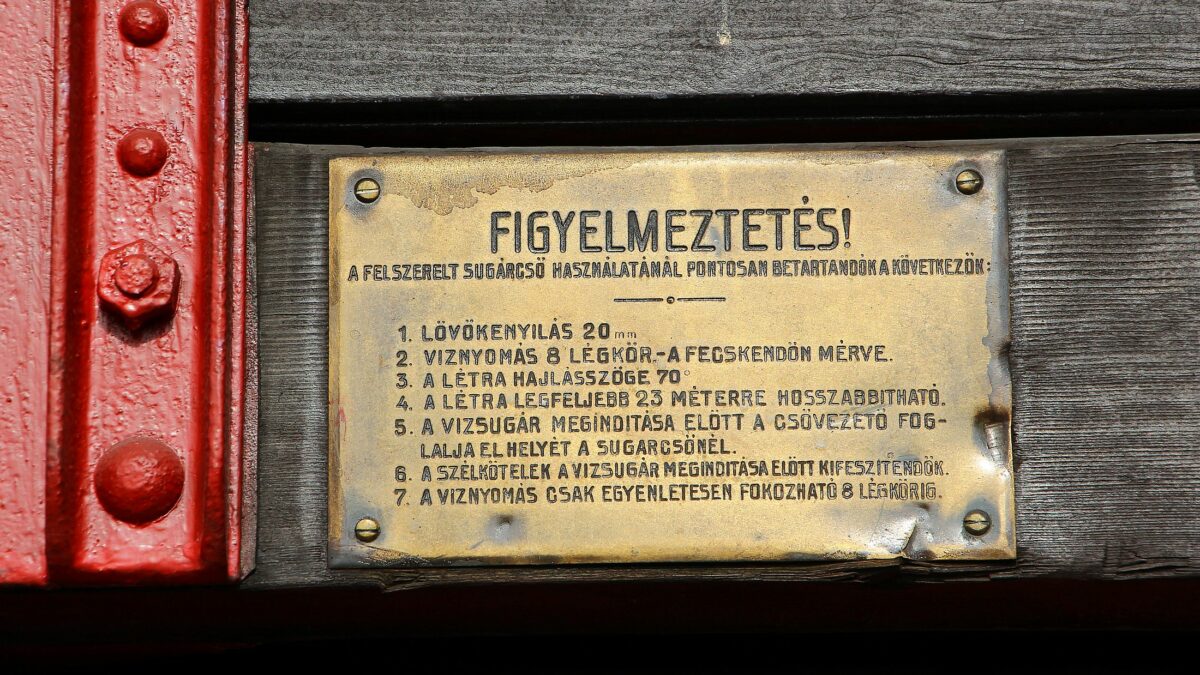 FIGYELMEZTETÉS!
A FELSZERELT SUGÁRCSŐ HASZNÁLATÁNÁL PONTOSAN BETARTANDÓK A KÖVETKEZŐK:
1. LÖVŐKENYILÁS 20 mm
2. VIZNYOMÁS 8 LÉGKÖR.-A FECSKENDŐN MÉRVE.
3. A LÉTRA HAJLÁSSZÖGE 70°
4. A LÉTRA LEGFELJEBB 23 MÉTERRE HOSSZABBITHATÓ.
5. A VIZSUGÁR MEGINDITÁSA ELŐTT A CSŐVEZETŐ FOG-
LALJA EL HELYÉT A SUGARCSŐNÉL.
6. A SZÉLKÖTELEK A VIZSUGÁR MEGINDITÁSA ELŐTT KIFESZITENDŐK.
7. A VIZNYOMÁS CSAK EGYENLETESEN FOKOZHATÓ 8 LÉGKÖRIG.